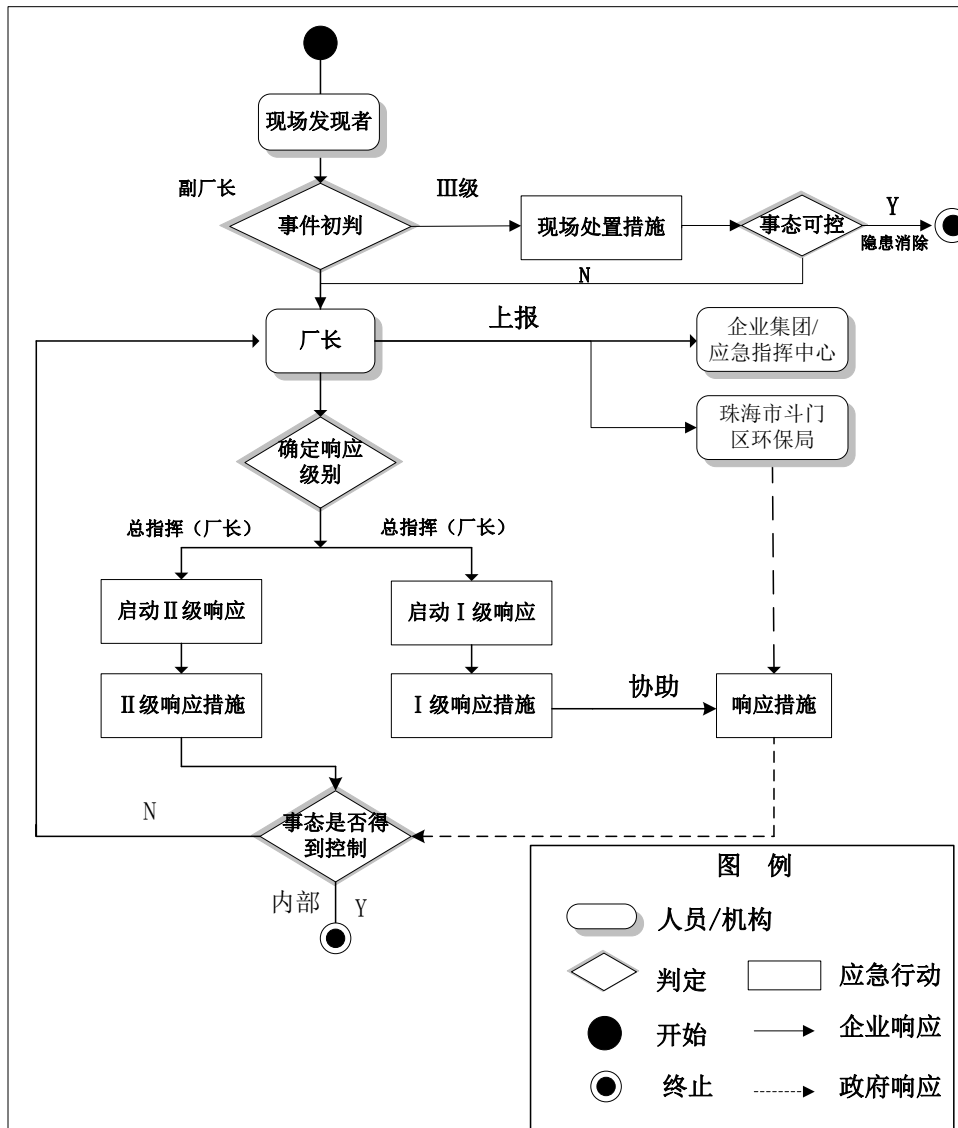 现场发现者
副厂长
事件初判
Ⅲ级
现场处置措施
事态可控
Y
隐患消除
N
厂长
上报
企业集团/
应急指挥中心
珠海市斗门
区环保局
确定响应
级别
总指挥（厂长）
总指挥（厂长）
启动Ⅱ级响应
启动Ⅰ级响应
Ⅱ级响应措施
Ⅰ级响应措施
协助
响应措施
N
事态是否得
到控制
内部
Y
图 例
人员/机构
判定
应急行动
开始
企业响应
终止
政府响应